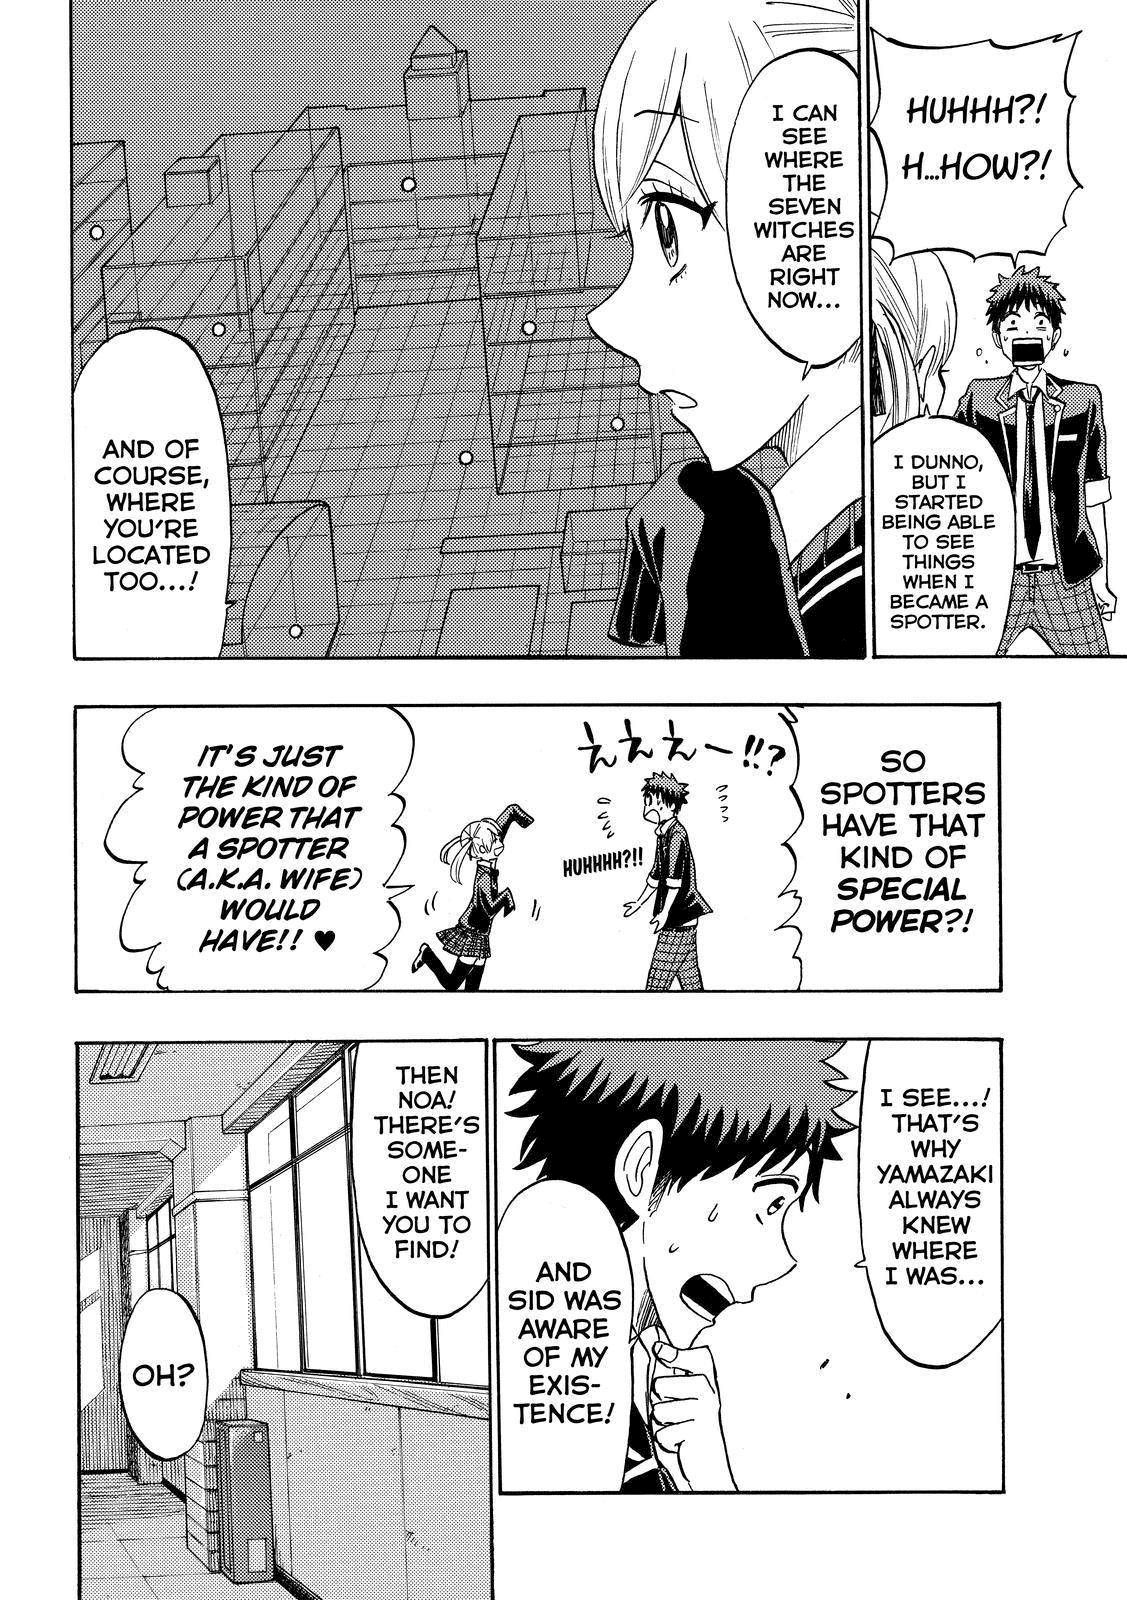 HUHHH?!
H...HOW?!
I DUNNO,
BUT I
STARTED
BEING ABLE
TO SEE
THINGS
WHEN I
BECAME A
SPOTTER.
I CAN
SEE
WHERE
THE
SEVEN
WITCHES
ARE
RIGHT
NOW...
AND OF
COURSE,
WHERE
YOU'RE
LOCATED
TOO...!
SO
SPOTTERS
HAVE THAT
KIND OF
SPECIAL
POWER?!
えええー!!?
HUHHHH?!!
IT'S JUST
THE KIND OF
POWER THAT
A SPOTTER
(A.K.A. WIFE)
WOULD
HAVE!! ♥
I SEE...!
THAT'S
WHY
YAMAZAKI
ALWAYS
KNEW
WHERE
I WAS...
AND
SID WAS
AWARE
OF MY
EXIS-
TENCE!
THEN
NOA!
THERE'S
SOME-
ONE
I WANT
YOU TO
FIND!
OH?